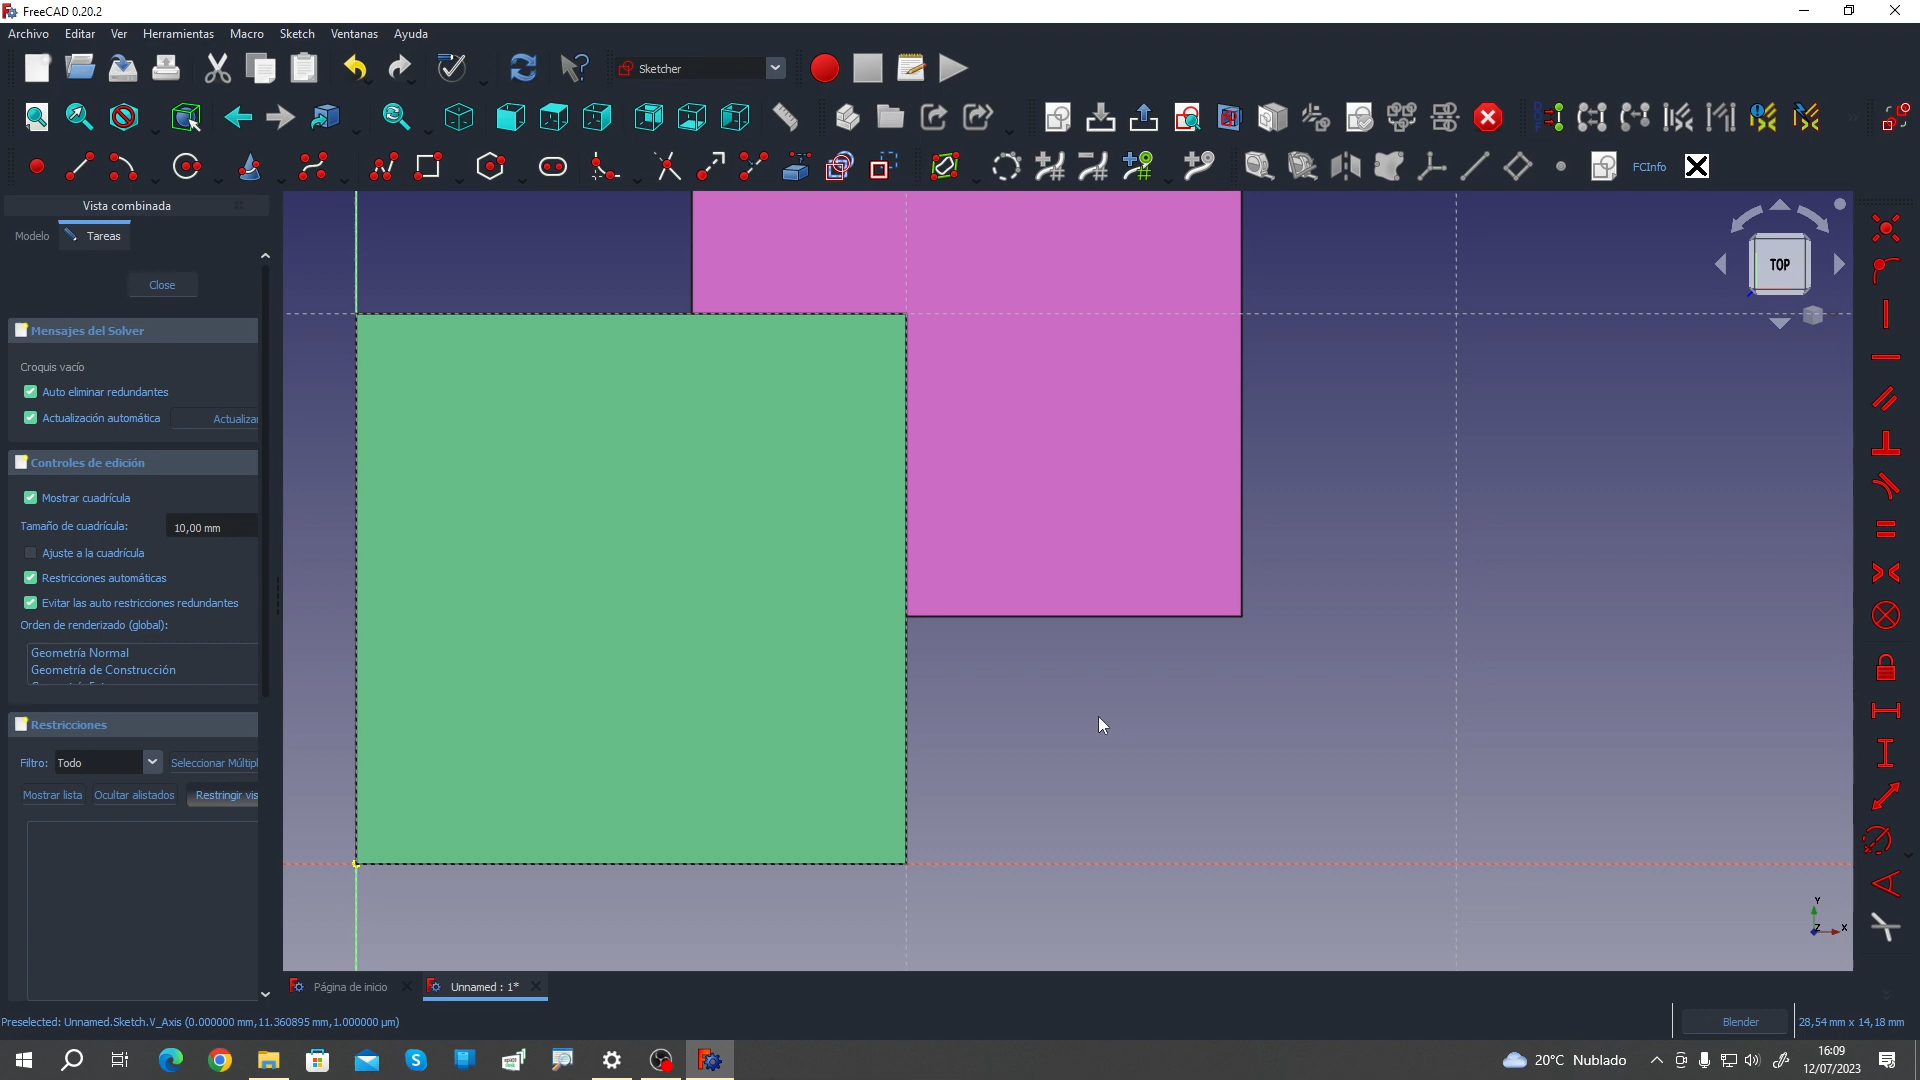 FreeCAD 0.20.2
Archivo Editar Ver Herramientas Macro Sketch Ventanas Ayuda
Sketcher
FCInfo
Vista combinada
Modelo Tareas
Close
Mensajes del Solver
Croquis vacío
Auto eliminar redundantes
Actualización automática Actualiza
Controles de edición
Mostrar cuadrícula
Tamaño de cuadrícula: 10,00 mm
Ajuste a la cuadrícula
Restricciones automáticas
Evitar las auto restricciones redundantes
Orden de renderizado (global):
Geometría Normal
Geometría de Construcción
Restricciones
Filtro: Todo Seleccionar Múltipl
Mostrar lista Ocultar alistados Restringir vis
TOP
Y
Z X
Página de inicio Unnamed : 1*
Preselected: Unnamed.Sketch.V_Axis (0.000000 mm,11.360895 mm,1.000000 µm)
Blender 28,54 mm x 14,18 mm
20°C Nublado
16:09
12/07/2023